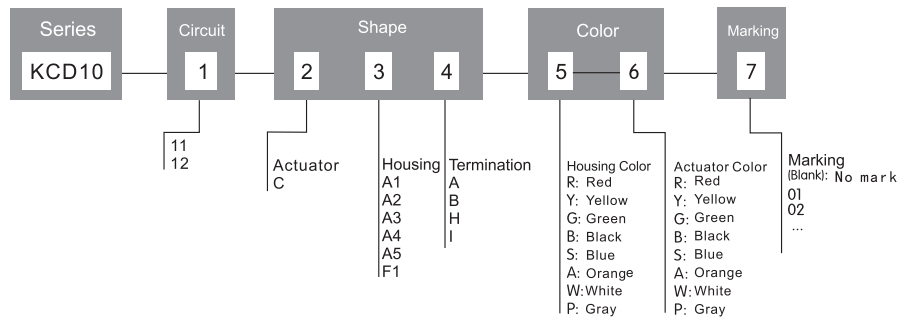 Series
Circuit
Shape
Color
Marking
KCD10
1
2
3
4
5
6
7
11
12
Actuator
C
Housing
A1
A2
A3
A4
A5
F1
Termination
A
B
H
I
Housing Color
R: Red
Y: Yellow
G: Green
B: Black
S: Blue
A: Orange
W:White
P: Gray
Actuator Color
R: Red
Y: Yellow
G: Green
B: Black
S: Blue
A: Orange
W: White
P: Gray
Marking
(Blank): No mark
01
02
...